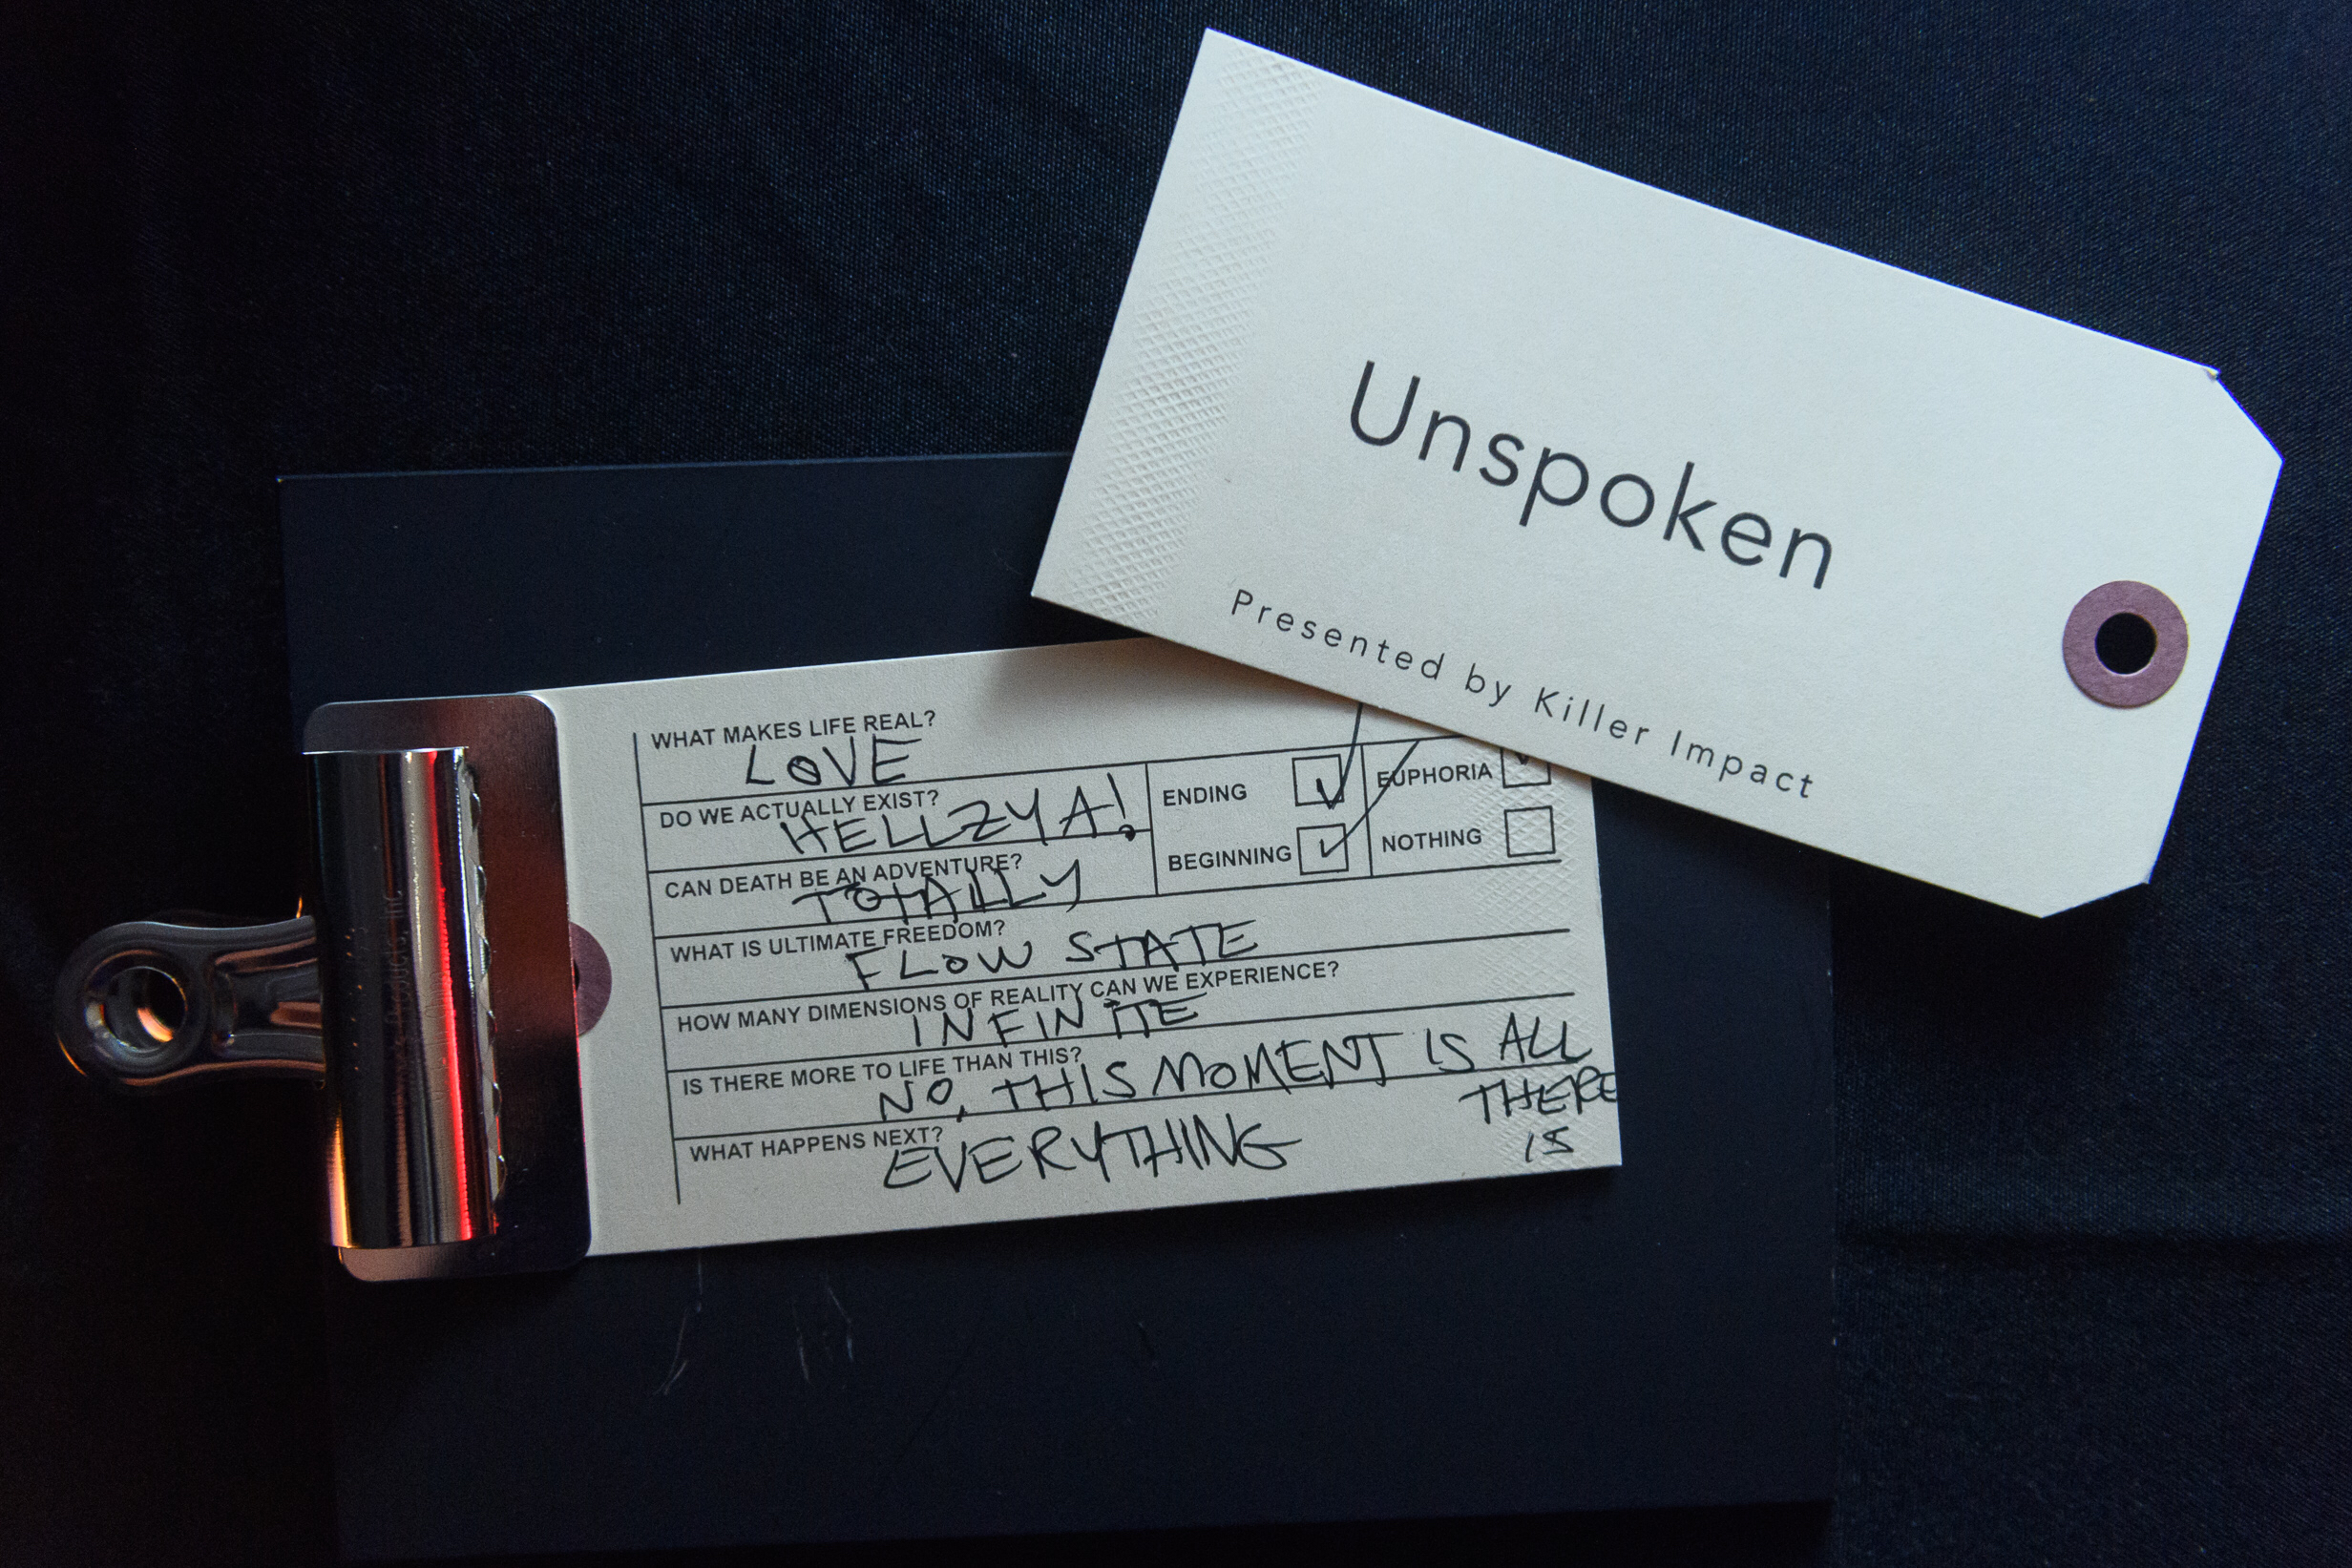 Unspoken
Presented by Killer Impact
WHAT MAKES LIFE REAL?
LOVE
DO WE ACTUALLY EXIST?
HELLZYA!
CAN DEATH BE AN ADVENTURE?
TOTALLY
ENDING
EUPHORIA
BEGINNING
NOTHING
WHAT IS ULTIMATE FREEDOM?
FLOW STATE
HOW MANY DIMENSIONS OF REALITY CAN WE EXPERIENCE?
INFINITE
IS THERE MORE TO LIFE THAN THIS?
NO, THIS MOMENT IS ALL
THERE
IS
WHAT HAPPENS NEXT?
EVERYTHING